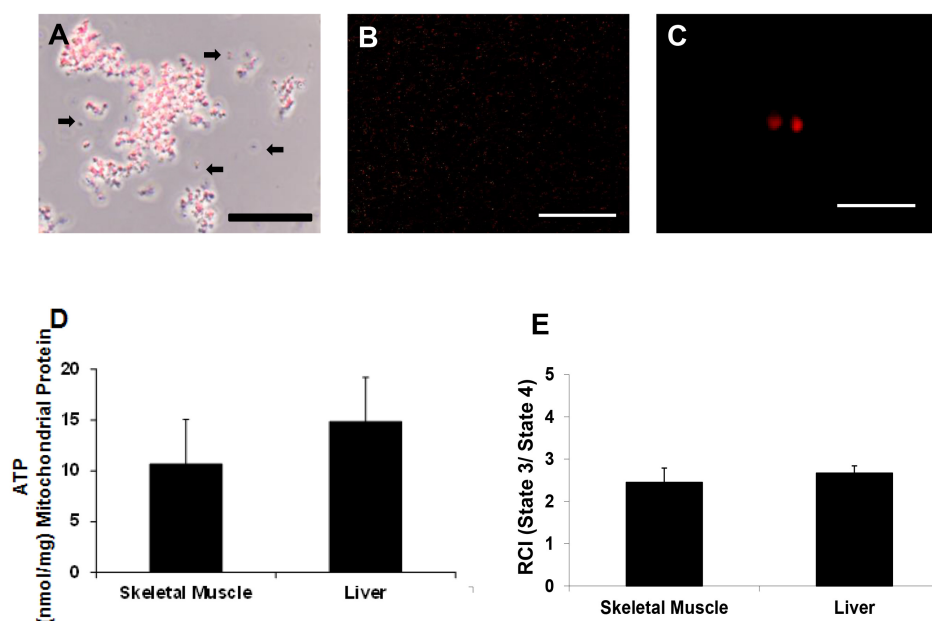 A
B
C
D
ATP
(nmol/mg) Mitochondrial Protein
20
15
10
5
0
Skeletal Muscle
Liver
E
RCI (State 3/ State 4)
5
4
3
2
1
0
Skeletal Muscle
Liver